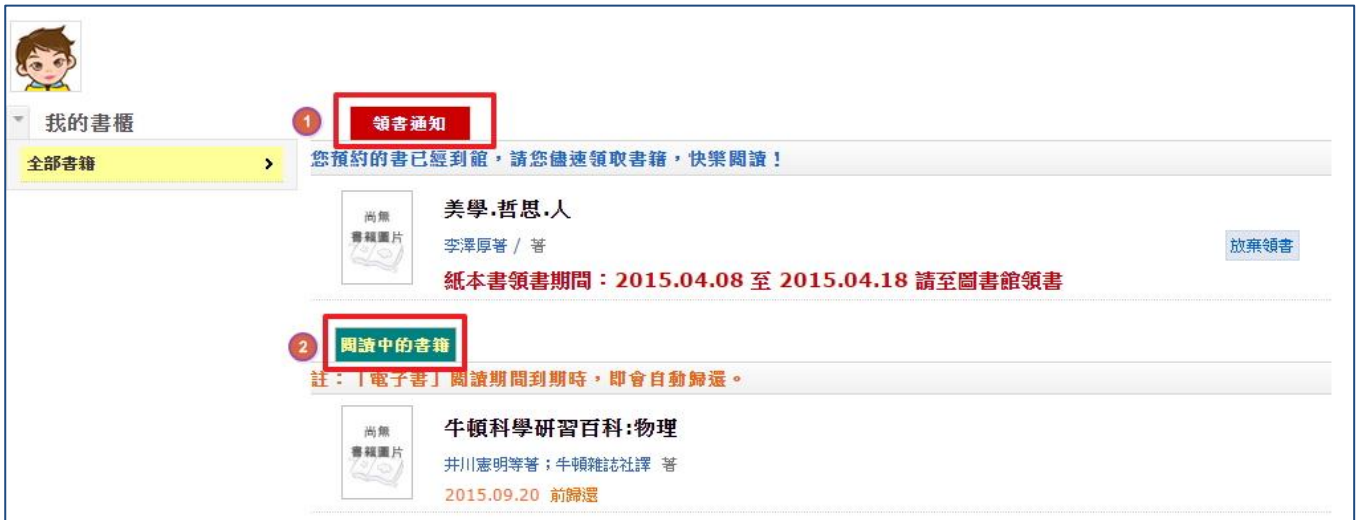 我的書櫃
全部書籍
1 領書通知
您預約的書已經到館，請您儘速領取書籍，快樂閱讀！
尚無
書籍圖片
美學.哲思.人
李澤厚著 / 著
放棄領書
紙本書領書期間：2015.04.08 至 2015.04.18 請至圖書館領書
2 閱讀中的書籍
註：「電子書」閱讀期間到期時，即會自動歸還。
尚無
書籍圖片
牛頓科學研習百科:物理
井川憲明等著；牛頓雜誌社譯 著
2015.09.20 前歸還